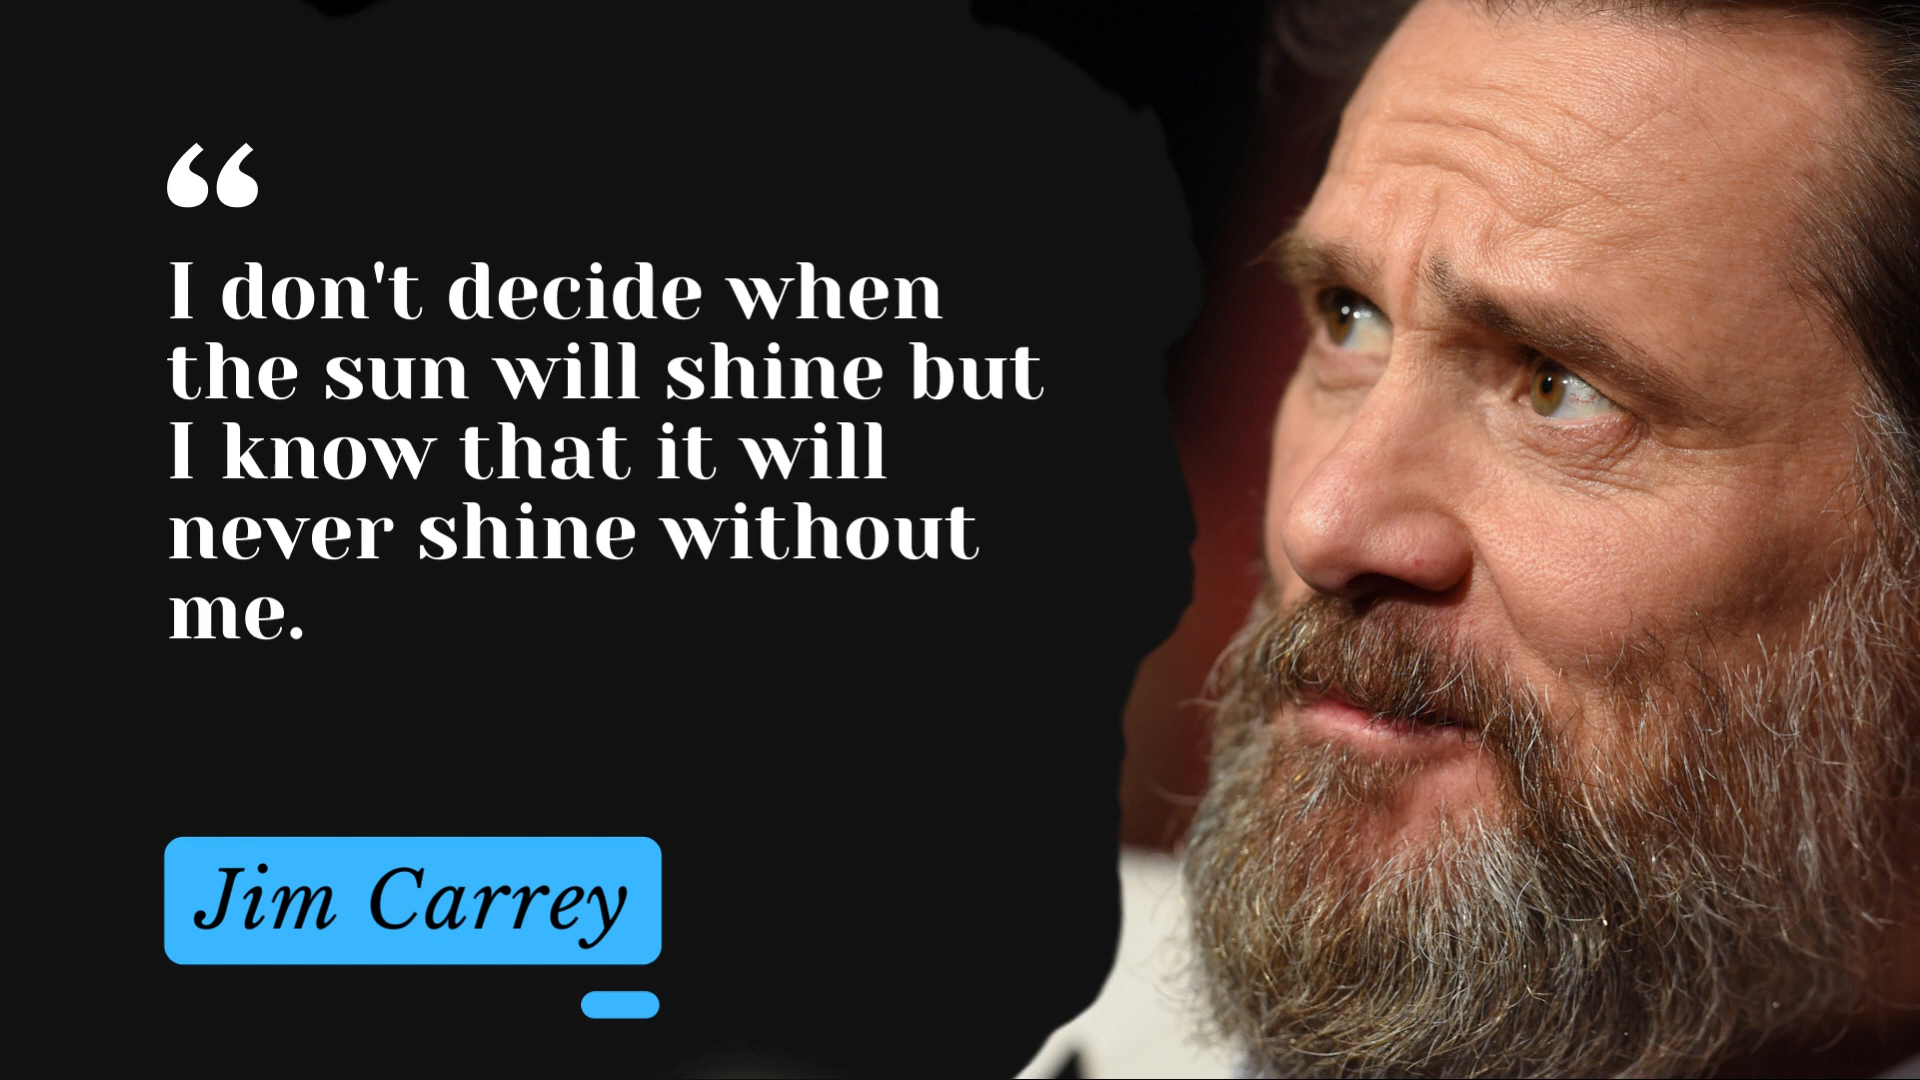 “
I don't decide when
the sun will shine but
I know that it will
never shine without
me.
Jim Carrey